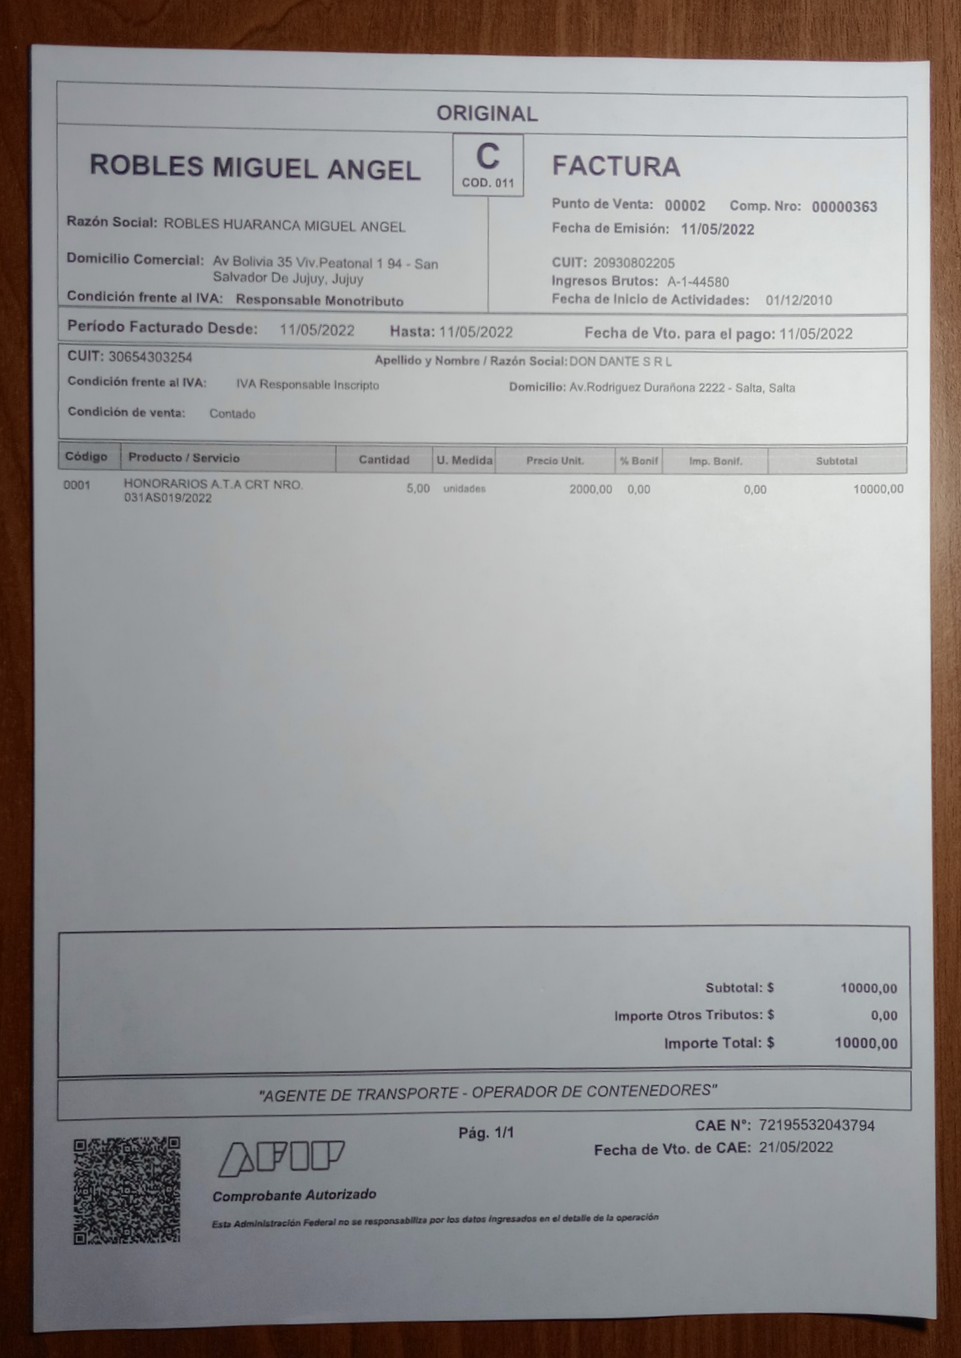 ORIGINAL
ROBLES MIGUEL ANGEL
C
COD. 011
FACTURA
Punto de Venta: 00002 Comp. Nro: 00000363
Fecha de Emisión: 11/05/2022
Razón Social: ROBLES HUARANCA MIGUEL ANGEL
Domicilio Comercial: Av Bolivia 35 Viv.Peatonal 1 94 - San
Salvador De Jujuy, Jujuy
Condición frente al IVA: Responsable Monotributo
CUIT: 20930802205
Ingresos Brutos: A-1-44580
Fecha de Inicio de Actividades: 01/12/2010
Período Facturado Desde: 11/05/2022 Hasta: 11/05/2022 Fecha de Vto. para el pago: 11/05/2022
CUIT: 30654303254 Apellido y Nombre / Razón Social: DON DANTE S R L
Condición frente al IVA: IVA Responsable Inscripto Domicilio: Av.Rodriguez Durañona 2222 - Salta, Salta
Condición de venta: Contado
Código Producto / Servicio Cantidad U. Medida Precio Unit. % Bonif Imp. Bonif. Subtotal
0001 HONORARIOS A.T.A CRT NRO. 5,00 unidades 2000,00 0,00 0,00 10000,00
031AS019/2022
Subtotal: $ 10000,00
Importe Otros Tributos: $ 0,00
Importe Total: $ 10000,00
"AGENTE DE TRANSPORTE - OPERADOR DE CONTENEDORES"
Pág. 1/1
CAE N°: 72195532043794
Fecha de Vto. de CAE: 21/05/2022
AFIP
Comprobante Autorizado
Esta Administración Federal no se responsabiliza por los datos ingresados en el detalle de la operación